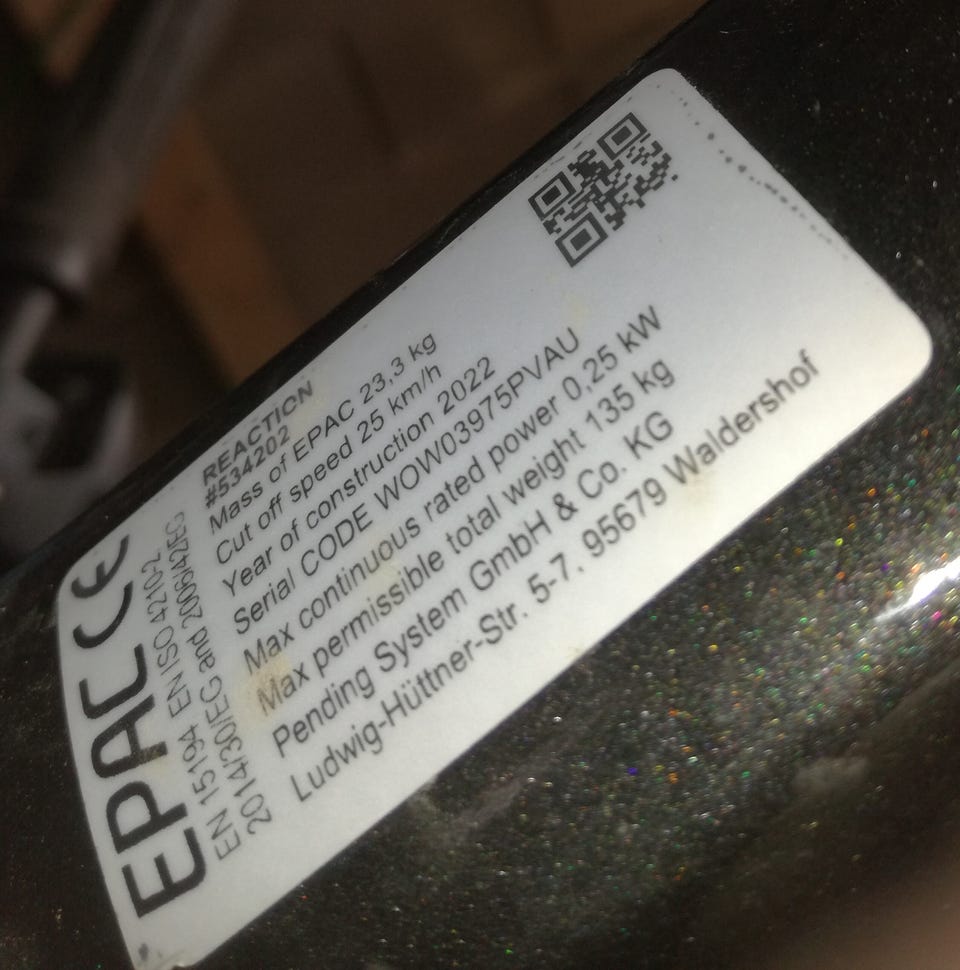 EPAC CE
EN 15194 EN ISO 4210-2
2014/30/EG and 2006/42/EG
REACTION
#534202
Mass of EPAC 23,3 kg
Cut off speed 25 km/h
Year of construction 2022
Serial CODE WOW03975PVAU
Max continuous rated power 0,25 kW
Max permissible total weight 135 kg
Pending System GmbH & Co. KG
Ludwig-Hüttner-Str. 5-7. 95679 Waldershof